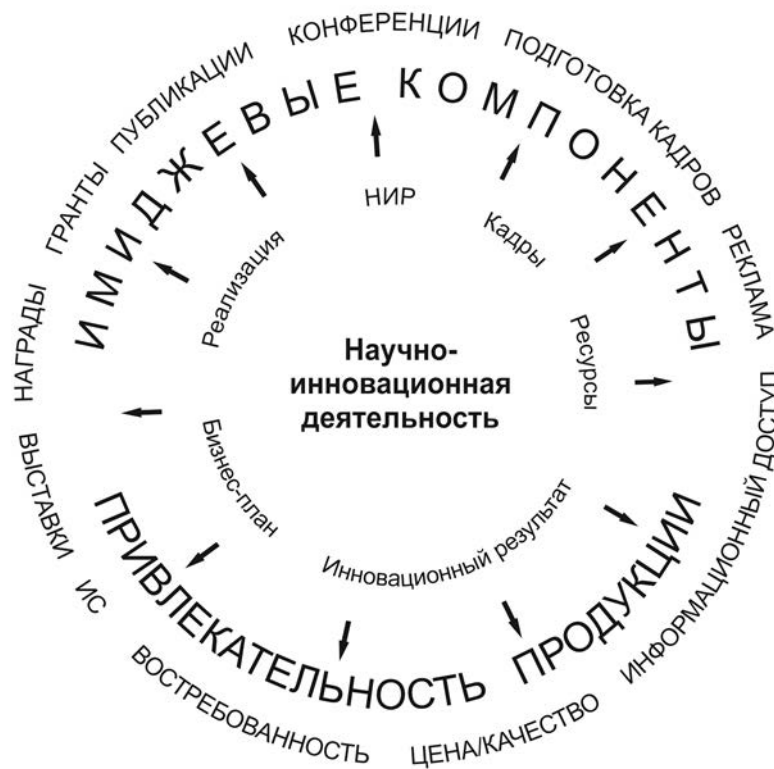 КОНФЕРЕНЦИИ
ПОДГОТОВКА КАДРОВ
РЕКЛАМА
ИНФОРМАЦИОННЫЙ ДОСТУП
ЦЕНА/КАЧЕСТВО
ВОСТРЕБОВАННОСТЬ
ИС
ВЫСТАВКИ
НАГРАДЫ
ГРАНТЫ
ПУБЛИКАЦИИ
ИМИДЖЕВЫЕ КОМПОНЕНТЫ
ПРИВЛЕКАТЕЛЬНОСТЬ ПРОДУКЦИИ
НИР
Кадры
Ресурсы
Инновационный результат
Бизнес-план
Реализация
Научно-
инновационная
деятельность